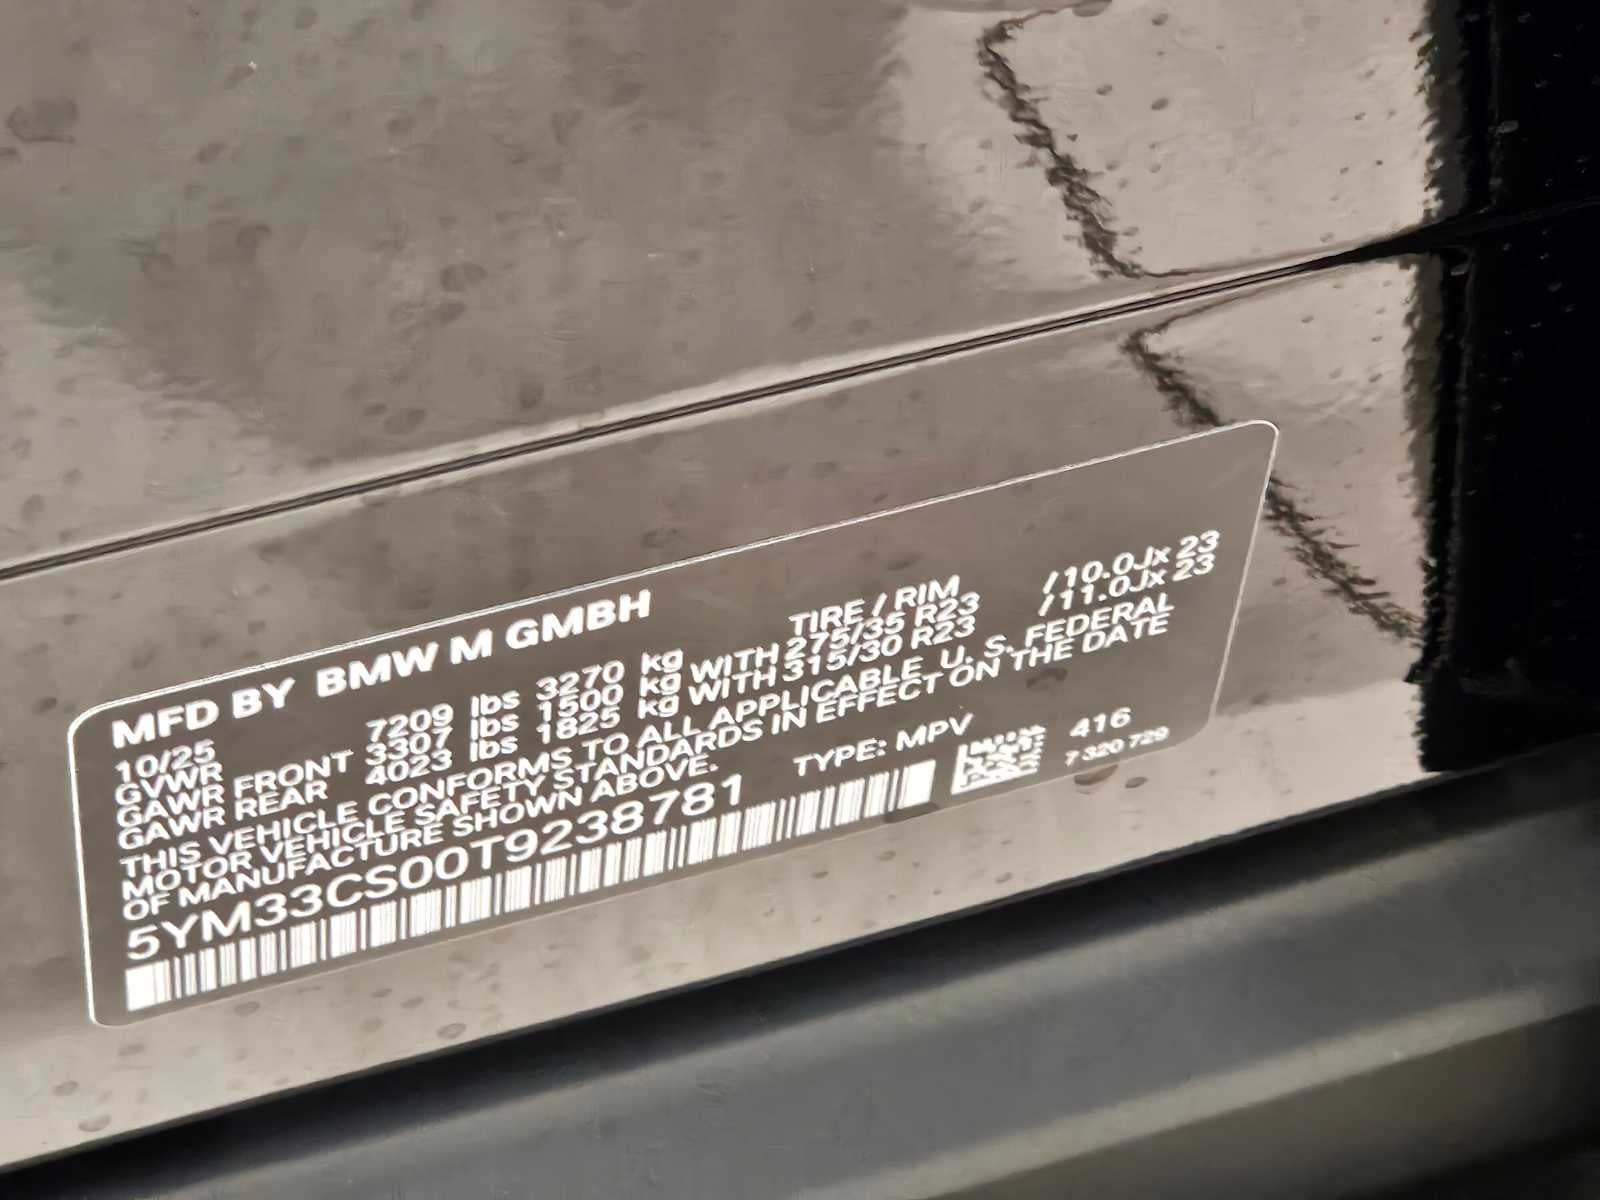 MFD BY BMW M GMBH
10/25 TIRE / RIM
GVWR 7209 lbs 3270 kg
GAWR FRONT 3307 lbs 1500 kg WITH 275/35 R23 /10.0Jx 23
GAWR REAR 4023 lbs 1825 kg WITH 315/30 R23 /11.0Jx 23
THIS VEHICLE CONFORMS TO ALL APPLICABLE U. S. FEDERAL
MOTOR VEHICLE SAFETY STANDARDS IN EFFECT ON THE DATE
OF MANUFACTURE SHOWN ABOVE.
5YM33CS00T9238781 TYPE: MPV 416
7 320 729